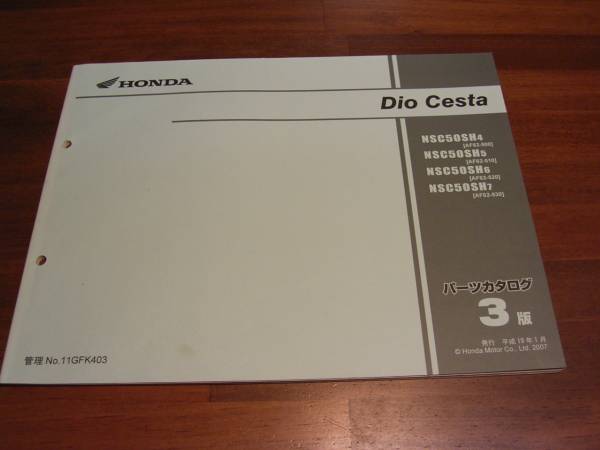 HONDA
Dio Cesta
NSC50SH4
[AF62-500]
NSC50SH5
[AF62-510]
NSC50SH6
[AF62-520]
NSC50SH7
[AF62-530]
パーツカタログ
3版
発行 平成19年1月
© Honda Motor Co., Ltd. 2007
管理 No.11GFK403